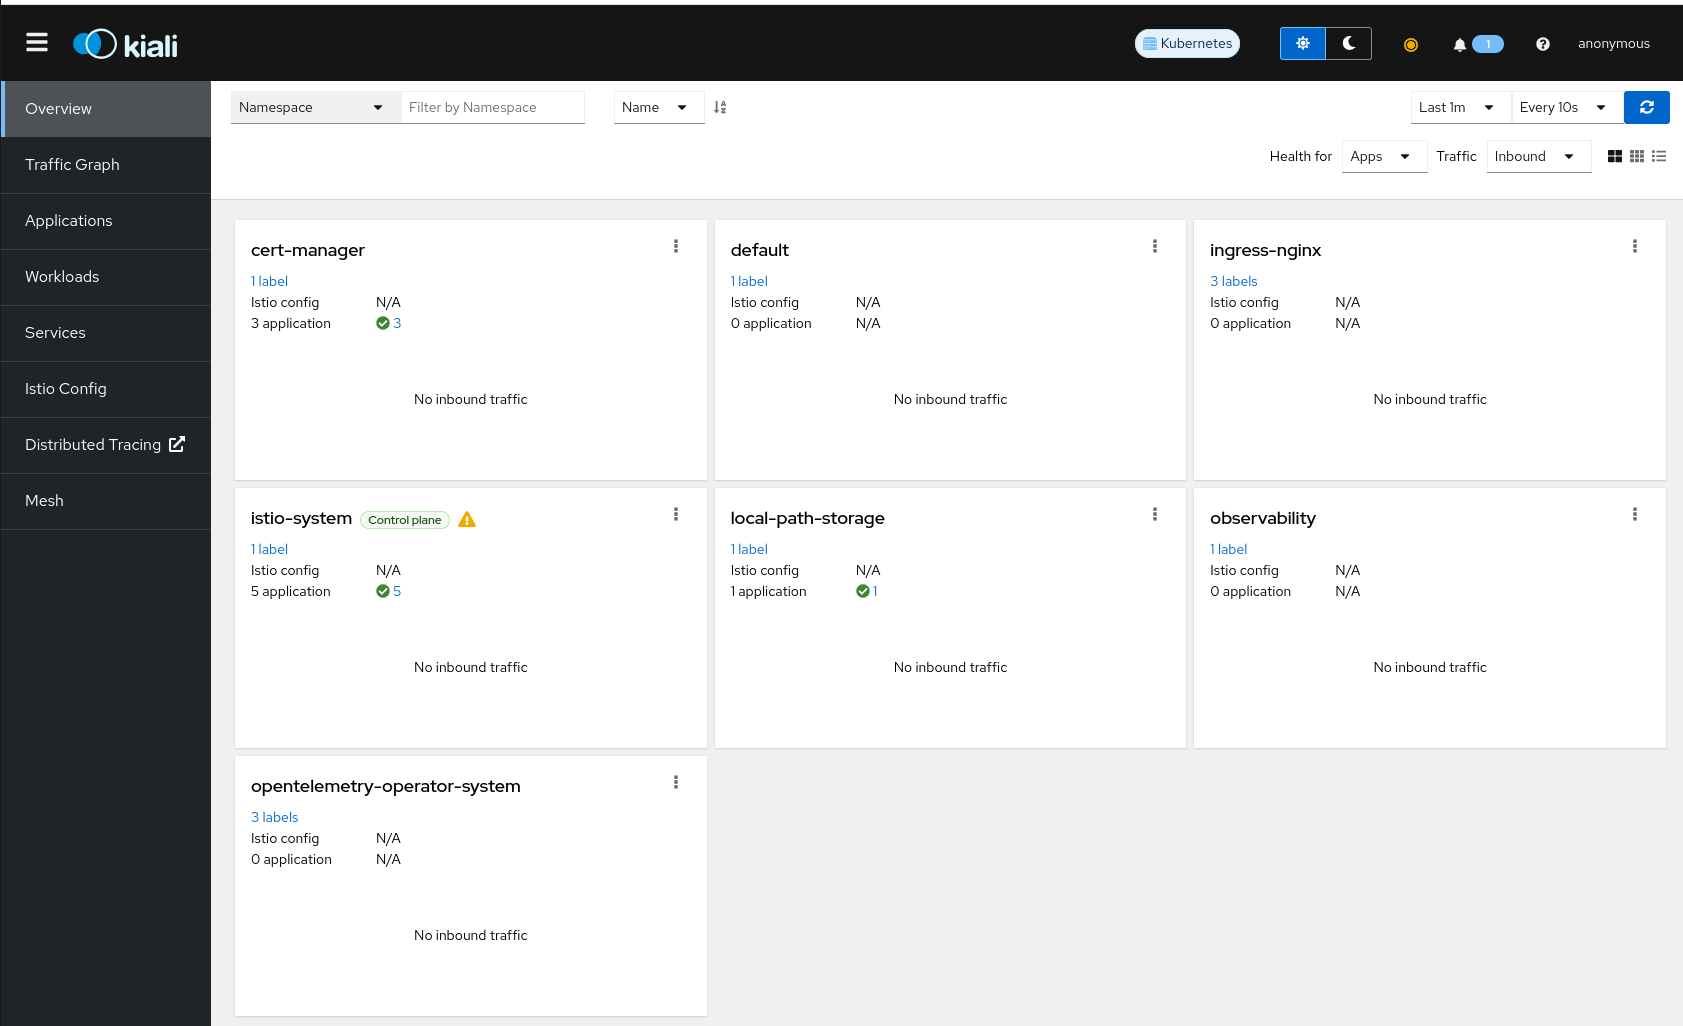 kiali
Kubernetes
1
anonymous
Overview
Traffic Graph
Applications
Workloads
Services
Istio Config
Distributed Tracing
Mesh
Namespace
Filter by Namespace
Name
Last 1m
Every 10s
Health for
Apps
Traffic
Inbound
cert-manager
1 label
Istio config N/A
3 application 3
No inbound traffic
default
1 label
Istio config N/A
0 application N/A
No inbound traffic
ingress-nginx
3 labels
Istio config N/A
0 application N/A
No inbound traffic
istio-system Control plane
1 label
Istio config N/A
5 application 5
No inbound traffic
local-path-storage
1 label
Istio config N/A
1 application 1
No inbound traffic
observability
1 label
Istio config N/A
0 application N/A
No inbound traffic
opentelemetry-operator-system
3 labels
Istio config N/A
0 application N/A
No inbound traffic